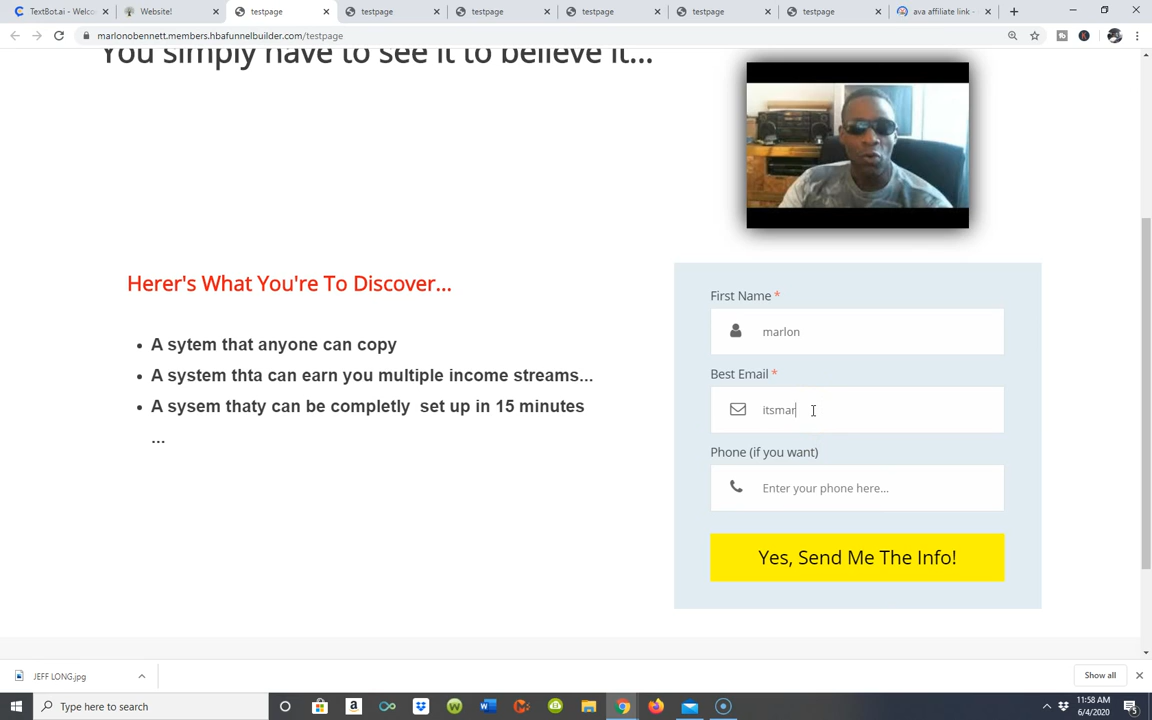 TextBot.ai - Welco
Website!
testpage
testpage
testpage
testpage
testpage
testpage
ava affiliate link -
marlonobennett.members.hbafunnelbuilder.com/testpage
You simply have to see it to believe it...
Herer's What You're To Discover...
A sytem that anyone can copy
A system thta can earn you multiple income streams...
A sysem thaty can be completly set up in 15 minutes
...
First Name *
marlon
Best Email *
itsmar
Phone (if you want)
Enter your phone here...
Yes, Send Me The Info!
JEFF LONG.jpg
Show all
Type here to search
11:58 AM
6/4/2020
5